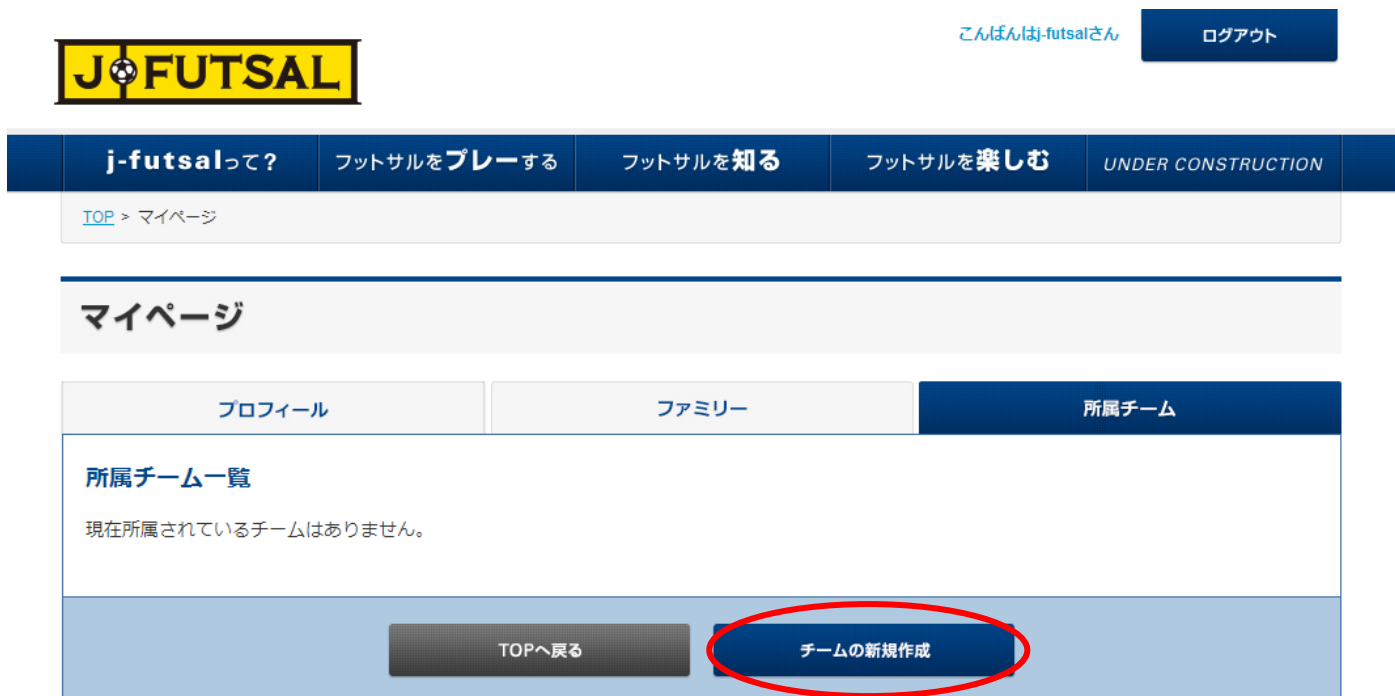 こんばんはj-futsalさん
ログアウト
J FUTSAL
j-futsalって?
フットサルをプレーする
フットサルを知る
フットサルを楽しむ
UNDER CONSTRUCTION
TOP > マイページ
マイページ
プロフィール
ファミリー
所属チーム
所属チーム一覧
現在所属されているチームはありません。
TOPへ戻る
チームの新規作成